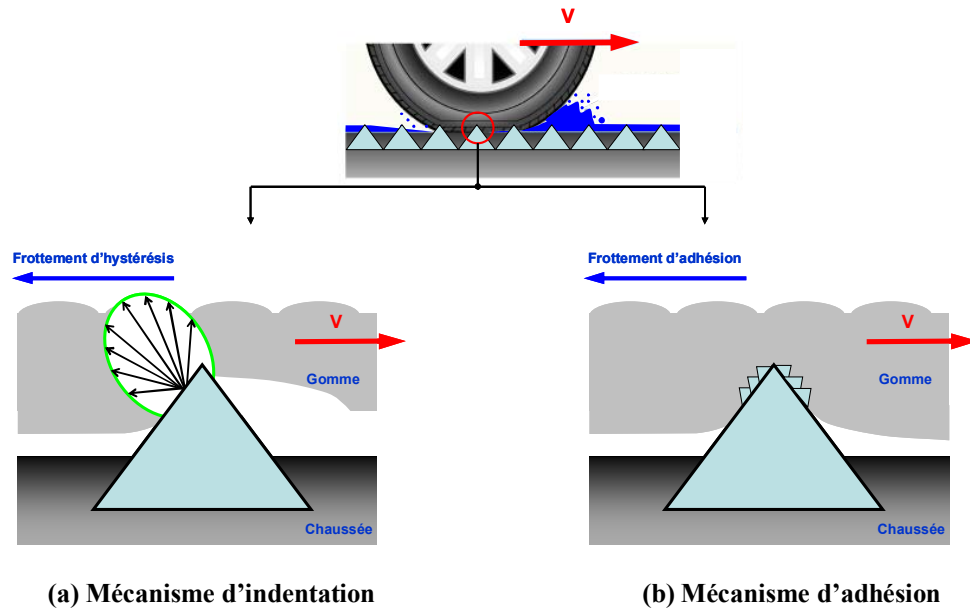 V
Frottement d'hystérésis
V
Gomme
Chaussée
(a) Mécanisme d'indentation
Frottement d'adhésion
V
Gomme
Chaussée
(b) Mécanisme d'adhésion